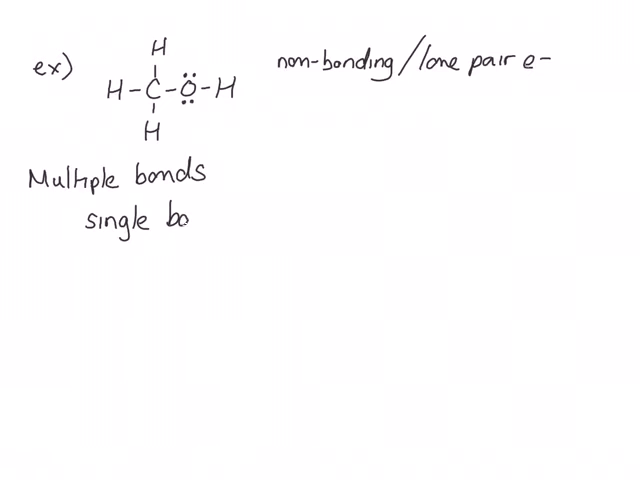 ex)
H
H-C-Ö-H
H
non-bonding/lone pair e-
Multiple bonds
single bo